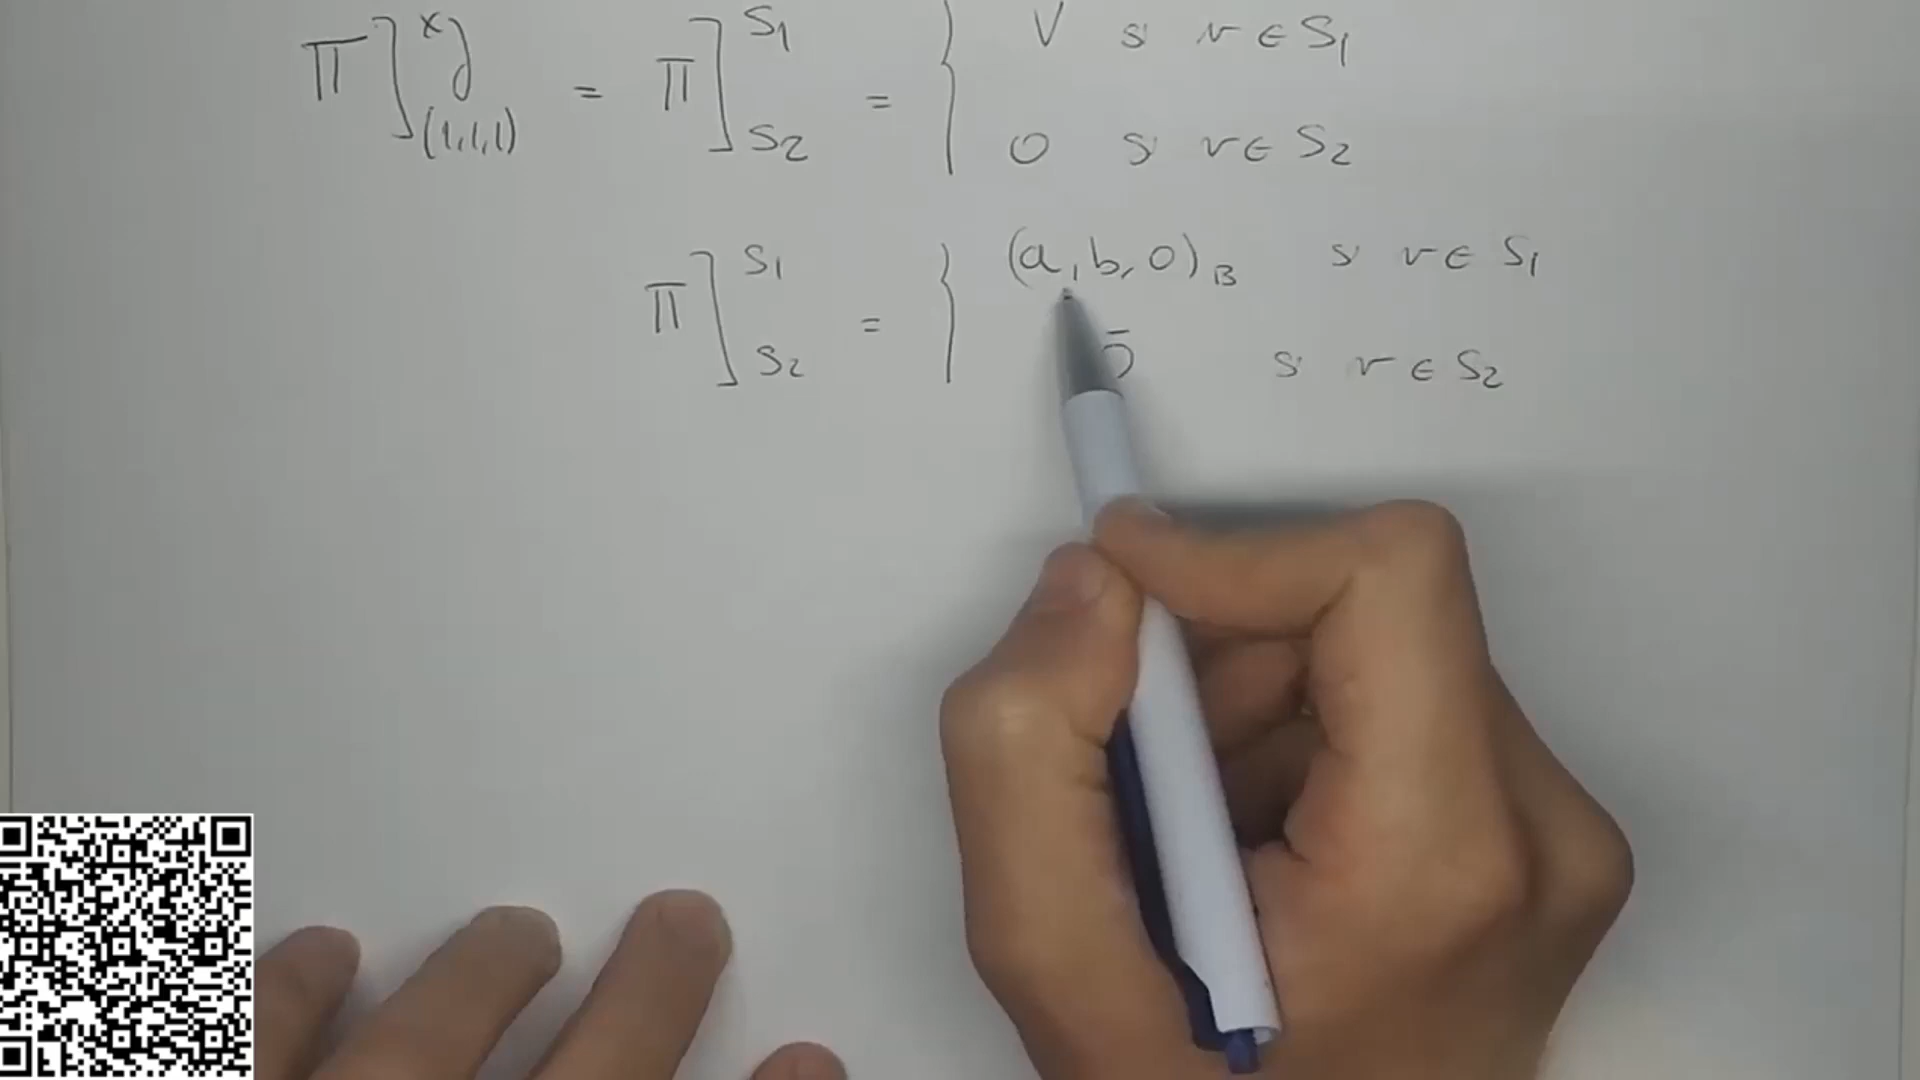 Π]^{xy}_{(1,1,1)} = Π]^{S1}_{S2} = { V si v ∈ S1
0 si v ∈ S2
Π]^{S1}_{S2} = { (a, b, 0)_B si v ∈ S1
0̄ si v ∈ S2